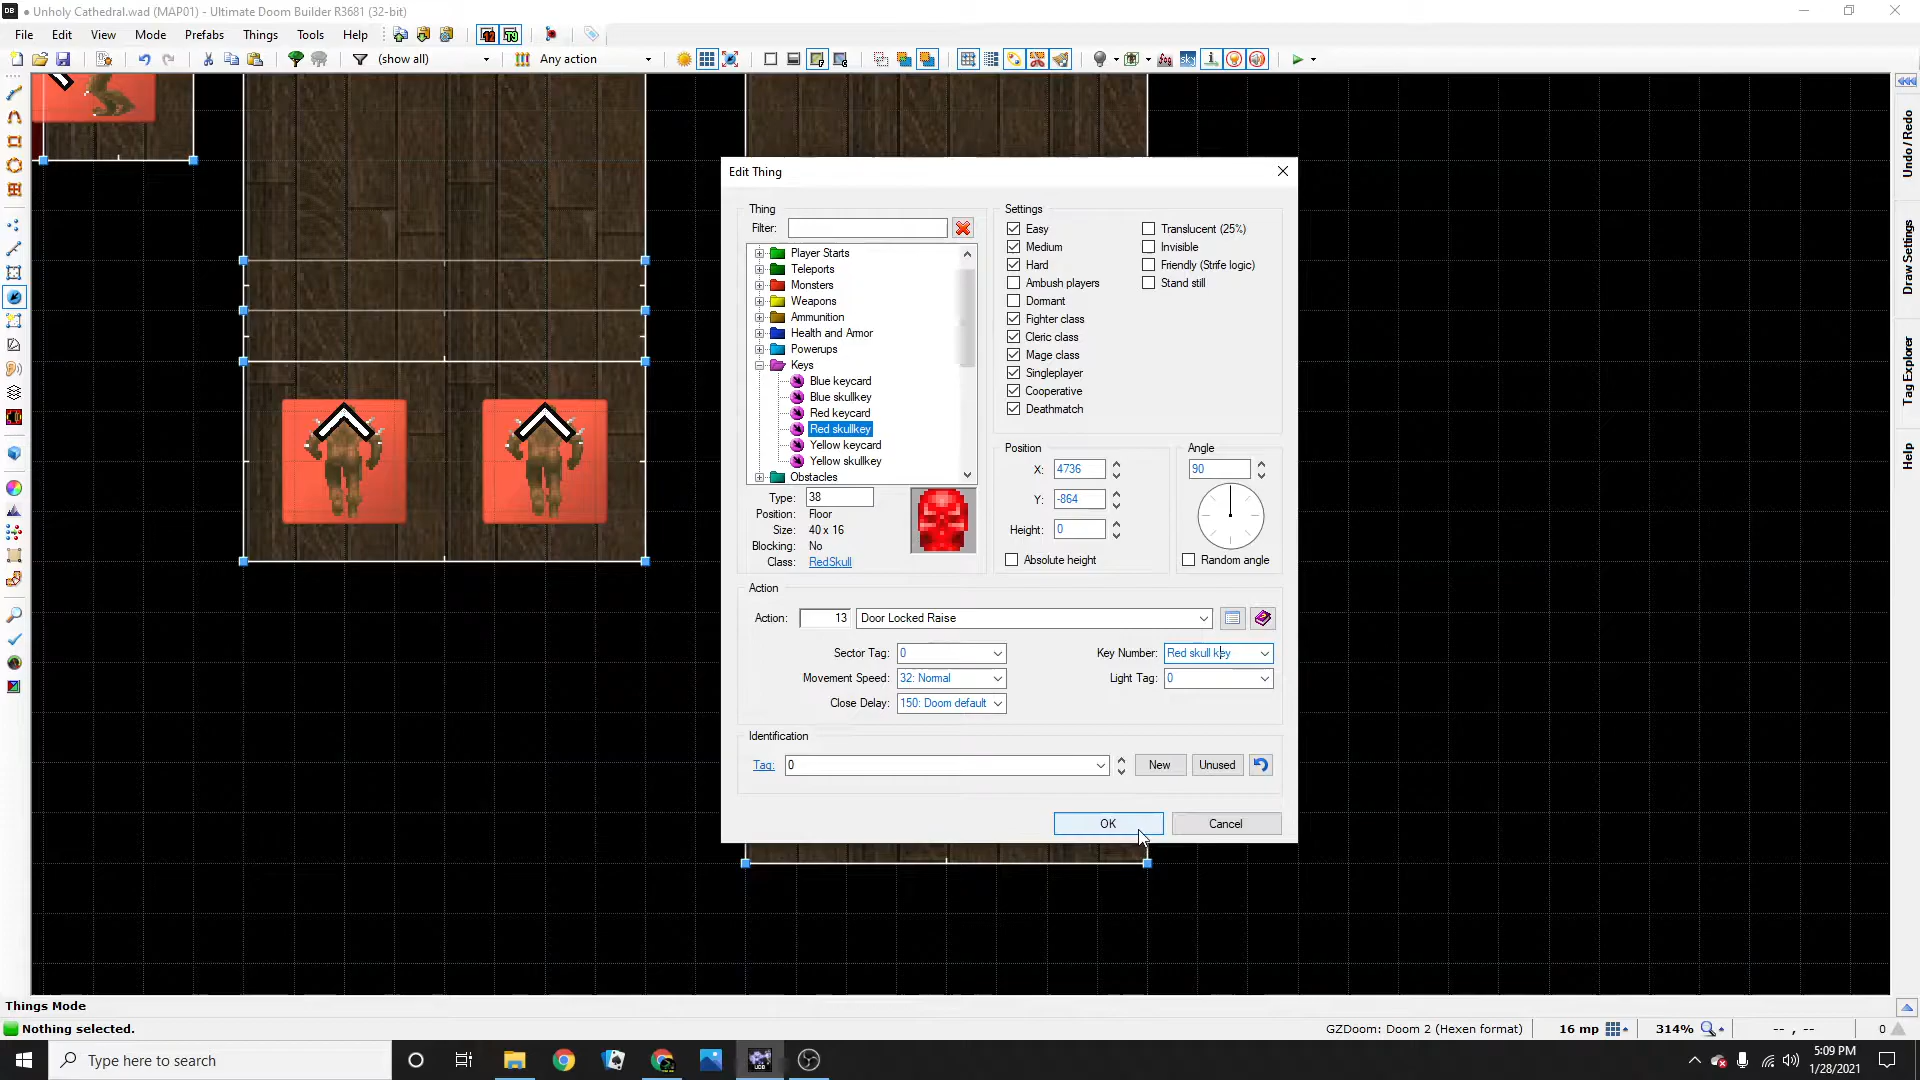 Unholy Cathedral.wad (MAP01) - Ultimate Doom Builder R3681 (32-bit)
File Edit View Mode Prefabs Things Tools Help
(show all) Any action
Undo / Redo
Draw Settings
Tag Explorer
Help
Edit Thing
Thing
Filter:
Player Starts
Teleports
Monsters
Weapons
Ammunition
Health and Armor
Powerups
Keys
Blue keycard
Blue skullkey
Red keycard
Red skullkey
Yellow keycard
Yellow skullkey
Obstacles
Type: 38
Position: Floor
Size: 40 x 16
Blocking: No
Class: RedSkull
Settings
Easy
Medium
Hard
Ambush players
Dormant
Fighter class
Cleric class
Mage class
Singleplayer
Cooperative
Deathmatch
Translucent (25%)
Invisible
Friendly (Strife logic)
Stand still
Position
X: 4736
Y: -864
Height: 0
Absolute height
Angle
90
Random angle
Action
Action: 13 Door Locked Raise
Sector Tag: 0 Key Number: Red skull key
Movement Speed: 32: Normal Light Tag: 0
Close Delay: 150: Doom default
Identification
Tag: 0 New Unused
OK Cancel
Things Mode
Nothing selected. GZDoom: Doom 2 (Hexen format) 16 mp 314% -- , -- 0
Type here to search
5:09 PM
1/28/2021